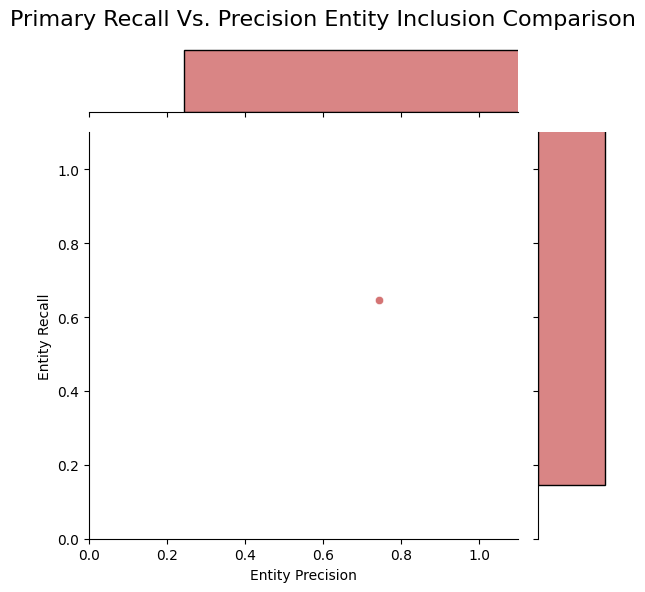 Primary Recall Vs. Precision Entity Inclusion Comparison
1.0
0.8
0.6
0.4
0.2
0.0
Entity Recall
0.0 0.2 0.4 0.6 0.8 1.0
Entity Precision